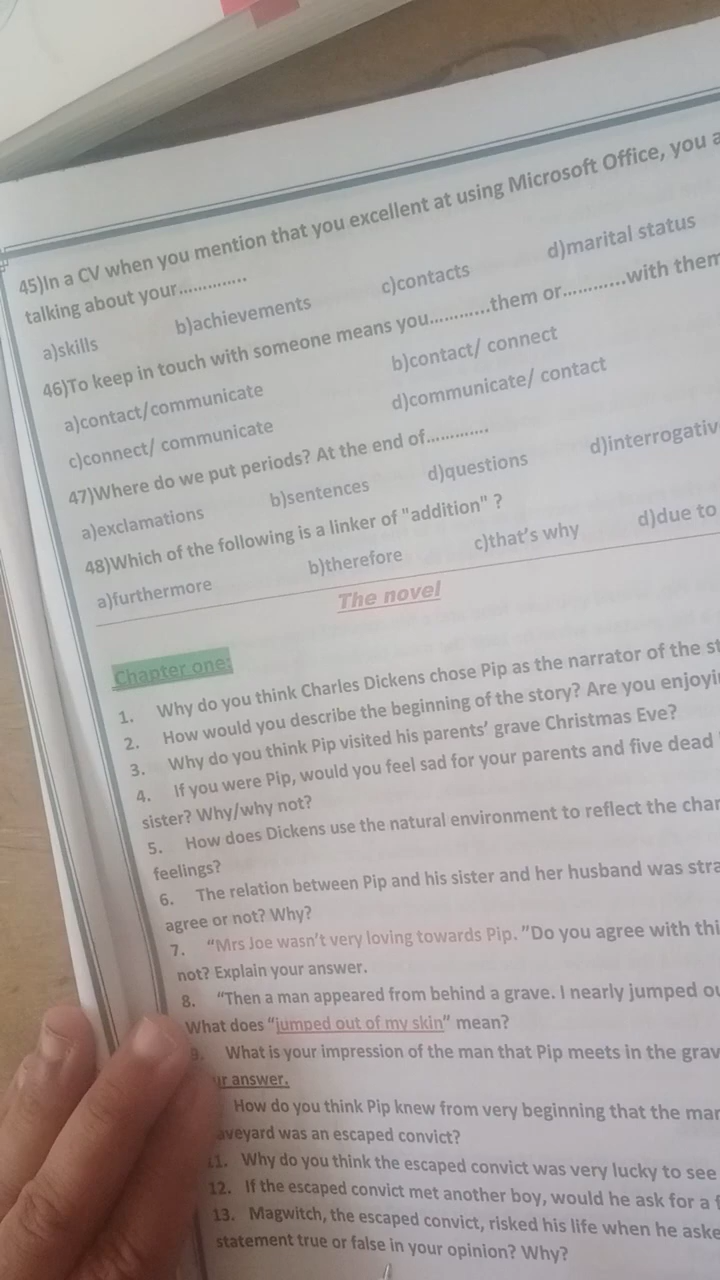 45)In a CV when you mention that you excellent at using Microsoft Office, you
talking about your..............
a)skills b)achievements c)contacts d)marital status
46)To keep in touch with someone means you............them or............with them
a)contact/communicate b)contact/ connect
c)connect/ communicate d)communicate/ contact
47)Where do we put periods? At the end of.............
a)exclamations b)sentences d)questions d)interrogativ
48)Which of the following is a linker of "addition" ?
a)furthermore b)therefore c)that's why d)due to
The novel
Chapter one:
1. Why do you think Charles Dickens chose Pip as the narrator of the st
2. How would you describe the beginning of the story? Are you enjoyi
3. Why do you think Pip visited his parents' grave Christmas Eve?
4. If you were Pip, would you feel sad for your parents and five dead
sister? Why/why not?
5. How does Dickens use the natural environment to reflect the char
feelings?
6. The relation between Pip and his sister and her husband was stra
agree or not? Why?
7. "Mrs Joe wasn't very loving towards Pip. "Do you agree with thi
not? Explain your answer.
8. "Then a man appeared from behind a grave. I nearly jumped ou
What does "jumped out of my skin" mean?
9. What is your impression of the man that Pip meets in the grav
ur answer.
How do you think Pip knew from very beginning that the man
aveyard was an escaped convict?
11. Why do you think the escaped convict was very lucky to see
12. If the escaped convict met another boy, would he ask for a f
13. Magwitch, the escaped convict, risked his life when he aske
statement true or false in your opinion? Why?